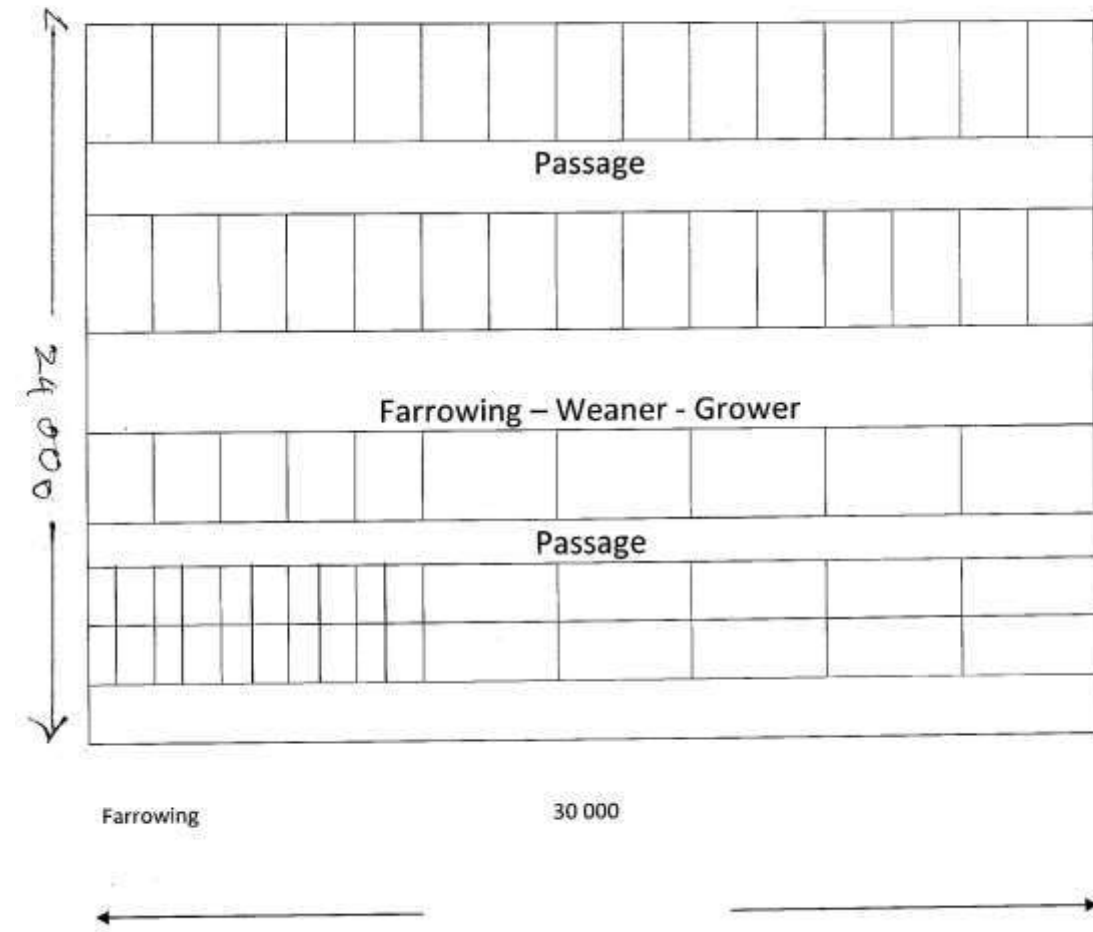 Passage
24 000
Farrowing – Weaner - Grower
Passage
Farrowing
30 000